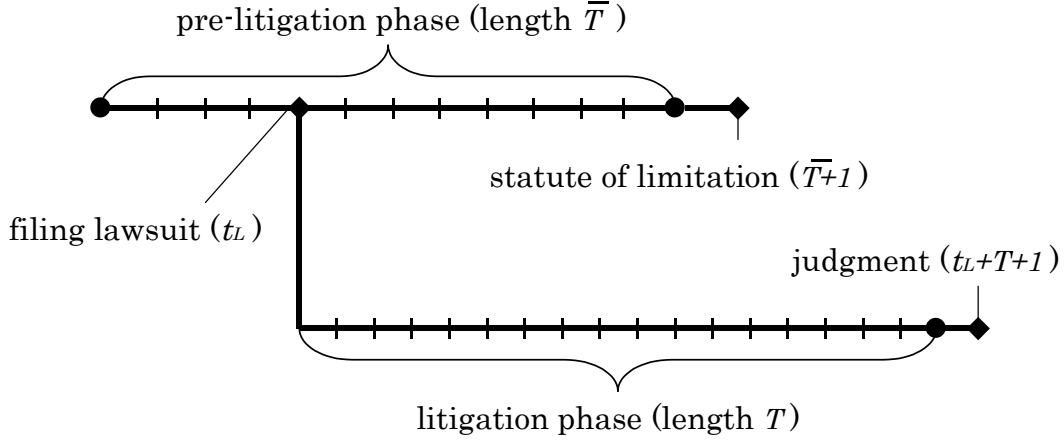 pre-litigation phase (length T̅ )
statute of limitation (T̅+1)
filing lawsuit (tL)
judgment (tL+T+1)
litigation phase (length T)